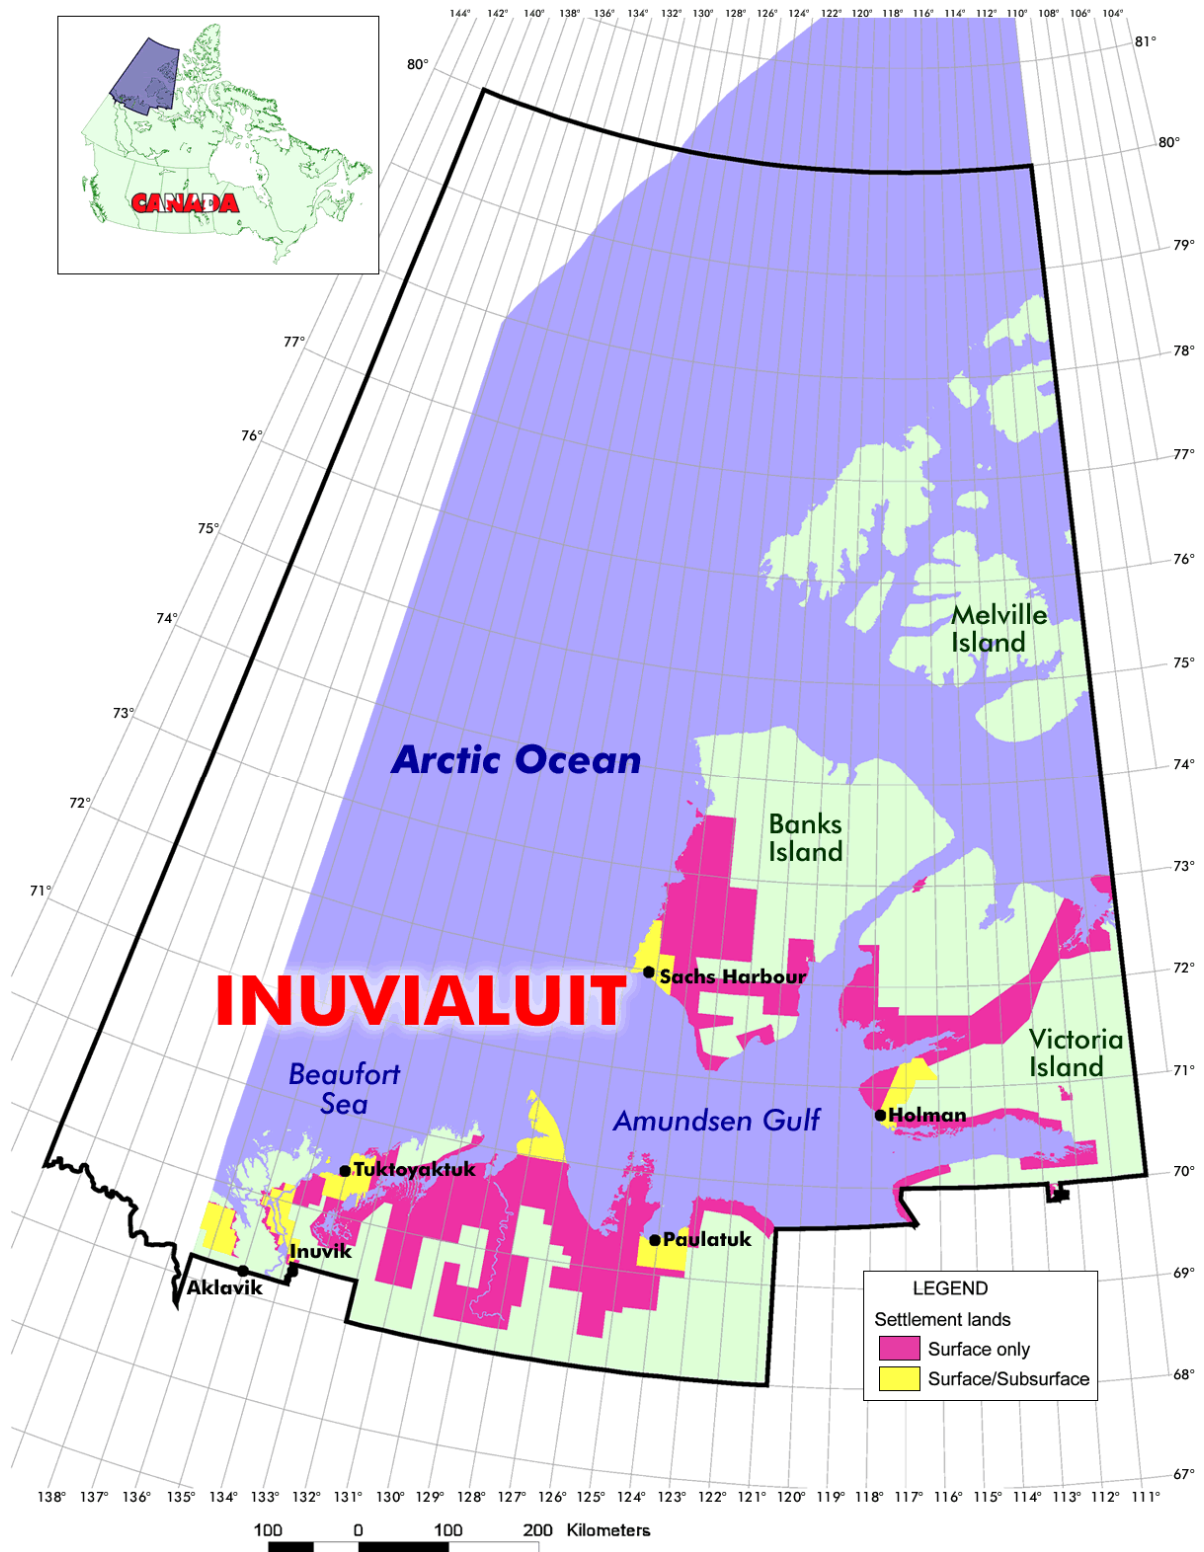 144° 142° 140° 138° 136° 134° 132° 130° 128° 126° 124° 122° 120° 118° 116° 114° 112° 110° 108° 106° 104°
81°
80°
80°
79°
78°
77°
77°
76°
76°
75°
75°
74°
74°
73°
73°
72°
72°
71°
71°
70°
69°
68°
67°
CANADA
Melville
Island
Arctic Ocean
Banks
Island
Sachs Harbour
INUVIALUIT
Victoria
Island
Beaufort
Sea
Amundsen Gulf
Holman
Tuktoyaktuk
Paulatuk
Inuvik
Aklavik
LEGEND
Settlement lands
Surface only
Surface/Subsurface
138° 137° 136° 135° 134° 133° 132° 131° 130° 129° 128° 127° 126° 125° 124° 123° 122° 121° 120° 119° 118° 117° 116° 115° 114° 113° 112° 111°
100 0 100 200 Kilometers